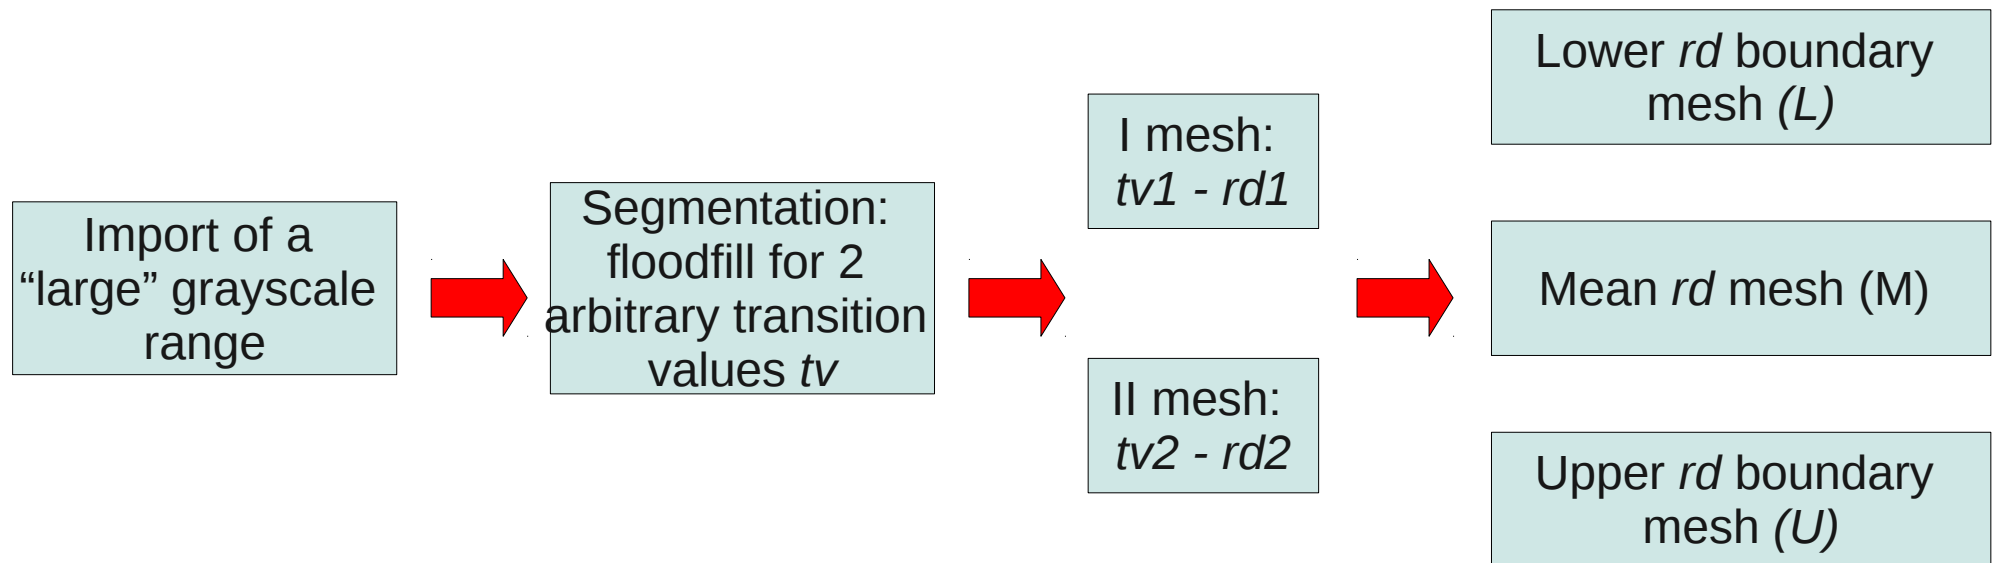 Import of a
“large” grayscale
range
Segmentation:
floodfill for 2
arbitrary transition
values tv
I mesh:
tv1 - rd1
II mesh:
tv2 - rd2
Lower rd boundary
mesh (L)
Mean rd mesh (M)
Upper rd boundary
mesh (U)